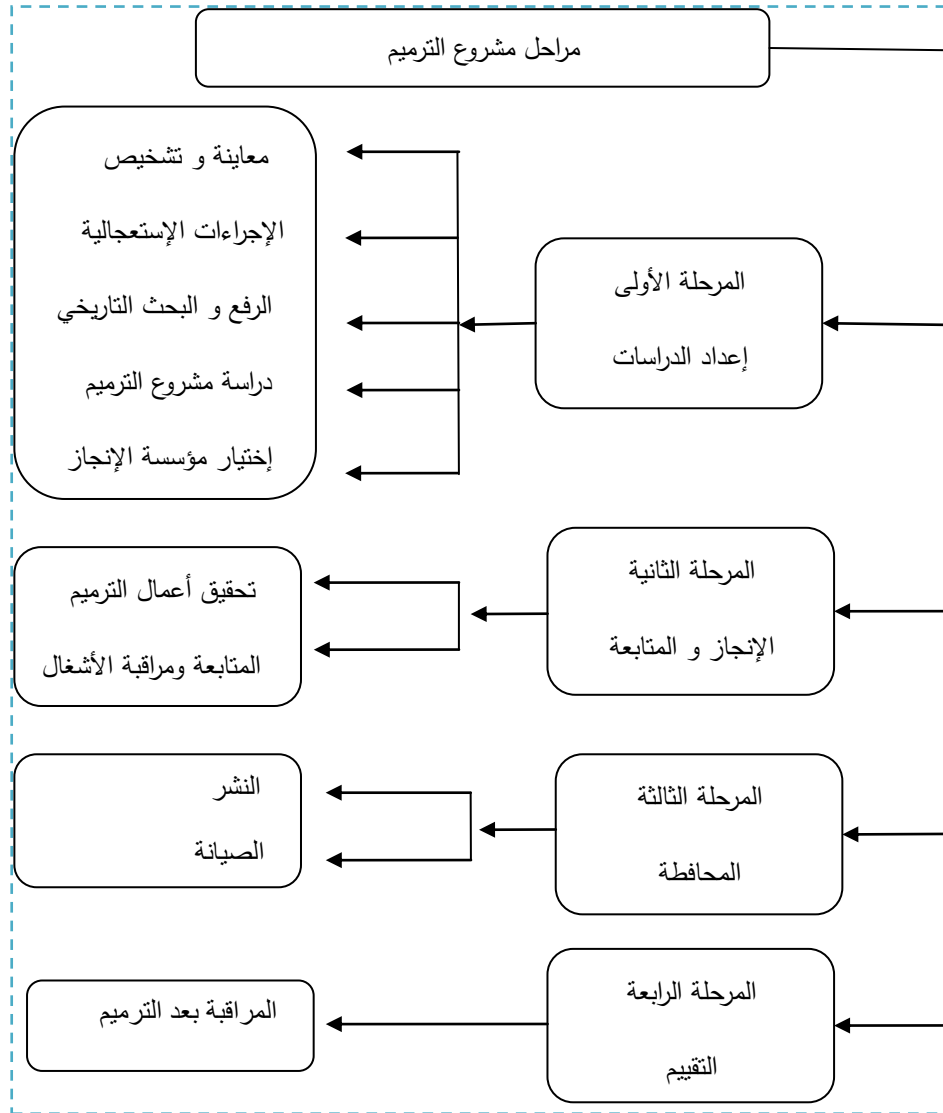 مراحل مشروع الترميم
المرحلة الأولى
إعداد الدراسات
معاينة و تشخيص
الإجراءات الإستعجالية
الرفع و البحث التاريخي
دراسة مشروع الترميم
إختيار مؤسسة الإنجاز
المرحلة الثانية
الإنجاز و المتابعة
تحقيق أعمال الترميم
المتابعة ومراقبة الأشغال
المرحلة الثالثة
المحافطة
النشر
الصيانة
المرحلة الرابعة
التقييم
المراقبة بعد الترميم